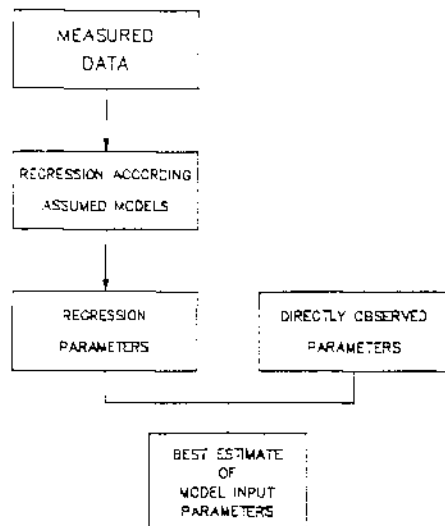 MEASURED
DATA
REGRESSION ACCORDING
ASSUMED MODELS
REGRESSION
PARAMETERS
DIRECTLY OBSERVED
PARAMETERS
BEST ESTIMATE
OF
MODEL INPUT
PARAMETERS